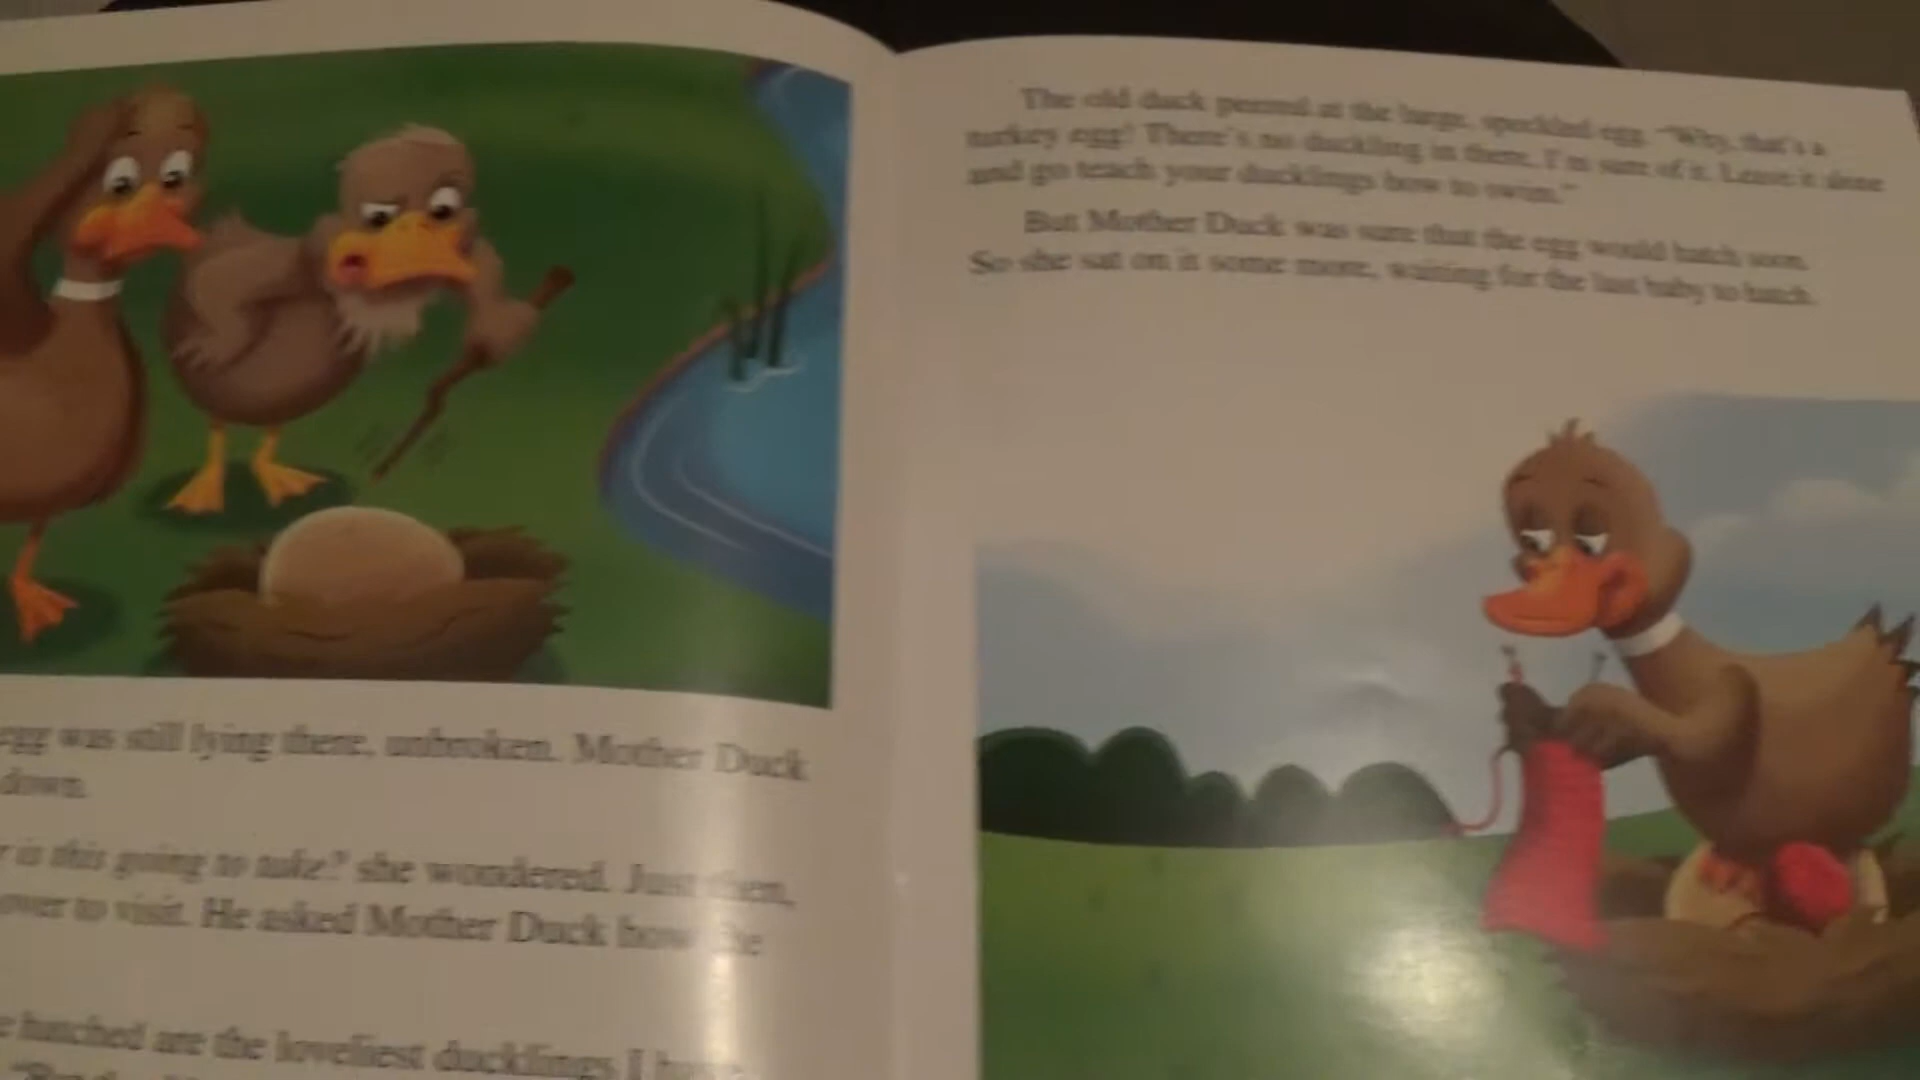 egg was still lying there, unbroken. Mother Duck
down.
is this going to take?" she wondered. Just then,
over to visit. He asked Mother Duck how
hatched are the loveliest ducklings I
The old duck peered at the large, speckled egg. "Why, that's a
turkey egg! There's no duckling in there, I'm sure of it. Leave it alone
and go teach your ducklings how to swim."
But Mother Duck was sure that the egg would hatch soon.
So she sat on it some more, waiting for the last baby to hatch.